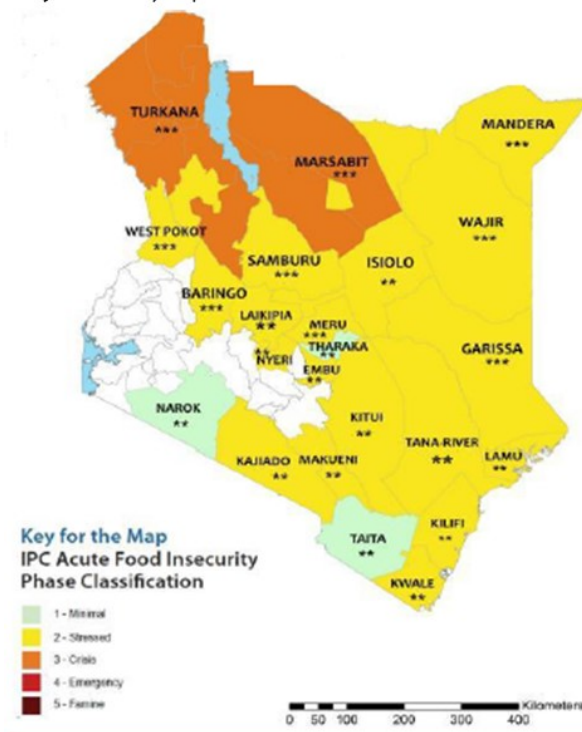 TURKANA
***
MANDERA
***
MARSABIT
***
WAJIR
***
WEST POKOT
***
SAMBURU
***
ISIOLO
**
BARINGO
***
LAIKIPIA
**
MERU
***
THARAKA
**
NYERI
**
EMBU
**
GARISSA
***
NAROK
**
KITUI
**
TANA-RIVER
**
LAMU
**
KAJIADO
**
MAKUENI
**
KILIFI
**
TAITA
**
KWALE
**
Key for the Map
IPC Acute Food Insecurity
Phase Classification
1 - Minimal
2 - Stressed
3 - Crisis
4 - Emergency
5 - Famine
Kilometers
0 50 100 200 300 400